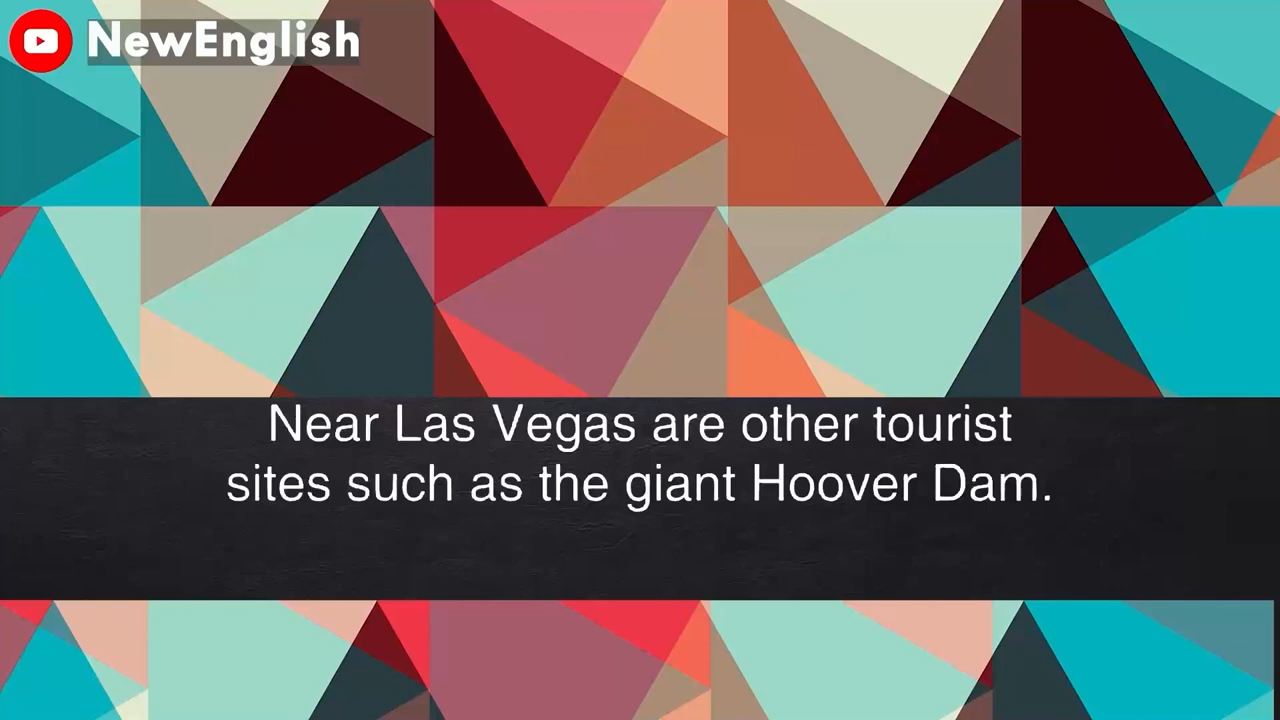 NewEnglish
Near Las Vegas are other tourist
sites such as the giant Hoover Dam.